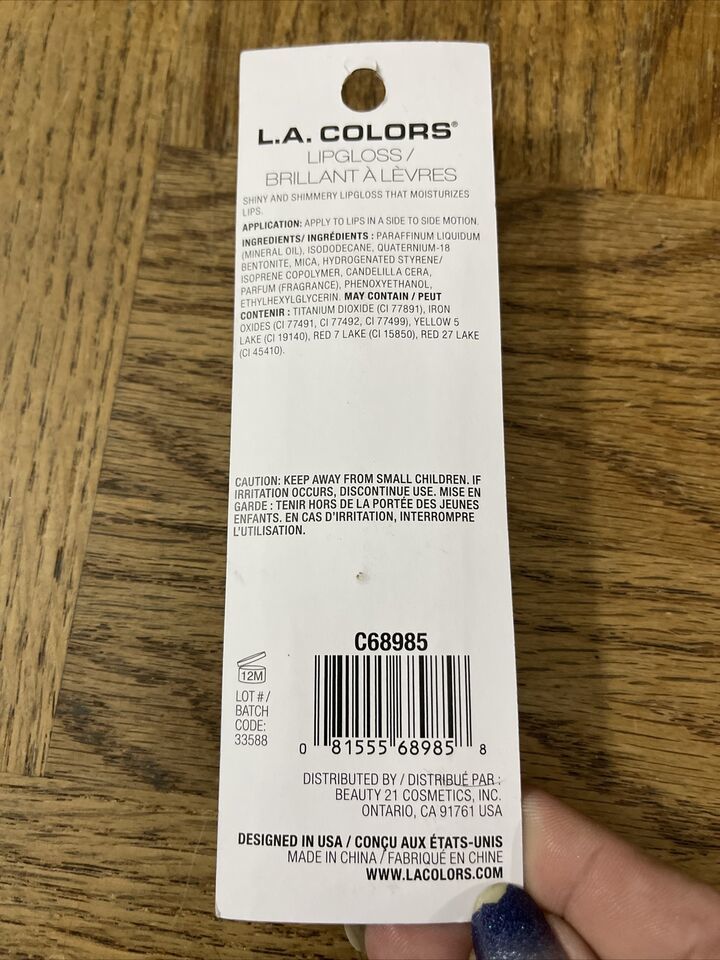 L.A. COLORS®
LIPGLOSS /
BRILLANT À LÈVRES
SHINY AND SHIMMERY LIPGLOSS THAT MOISTURIZES
LIPS.
APPLICATION: APPLY TO LIPS IN A SIDE TO SIDE MOTION.
INGREDIENTS/ INGRÉDIENTS : PARAFFINUM LIQUIDUM
(MINERAL OIL), ISODODECANE, QUATERNIUM-18
BENTONITE, MICA, HYDROGENATED STYRENE/
ISOPRENE COPOLYMER, CANDELILLA CERA,
PARFUM (FRAGRANCE), PHENOXYETHANOL,
ETHYLHEXYLGLYCERIN. MAY CONTAIN / PEUT
CONTENIR : TITANIUM DIOXIDE (CI 77891), IRON
OXIDES (CI 77491, CI 77492, CI 77499), YELLOW 5
LAKE (CI 19140), RED 7 LAKE (CI 15850), RED 27 LAKE
(CI 45410).
CAUTION: KEEP AWAY FROM SMALL CHILDREN. IF
IRRITATION OCCURS, DISCONTINUE USE. MISE EN
GARDE : TENIR HORS DE LA PORTÉE DES JEUNES
ENFANTS. EN CAS D'IRRITATION, INTERROMPRE
L'UTILISATION.
C68985
12M
LOT # /
BATCH
CODE:
33588
0 81555 68985 8
DISTRIBUTED BY / DISTRIBUÉ PAR :
BEAUTY 21 COSMETICS, INC.
ONTARIO, CA 91761 USA
DESIGNED IN USA / CONÇU AUX ÉTATS-UNIS
MADE IN CHINA / FABRIQUÉ EN CHINE
WWW.LACOLORS.COM